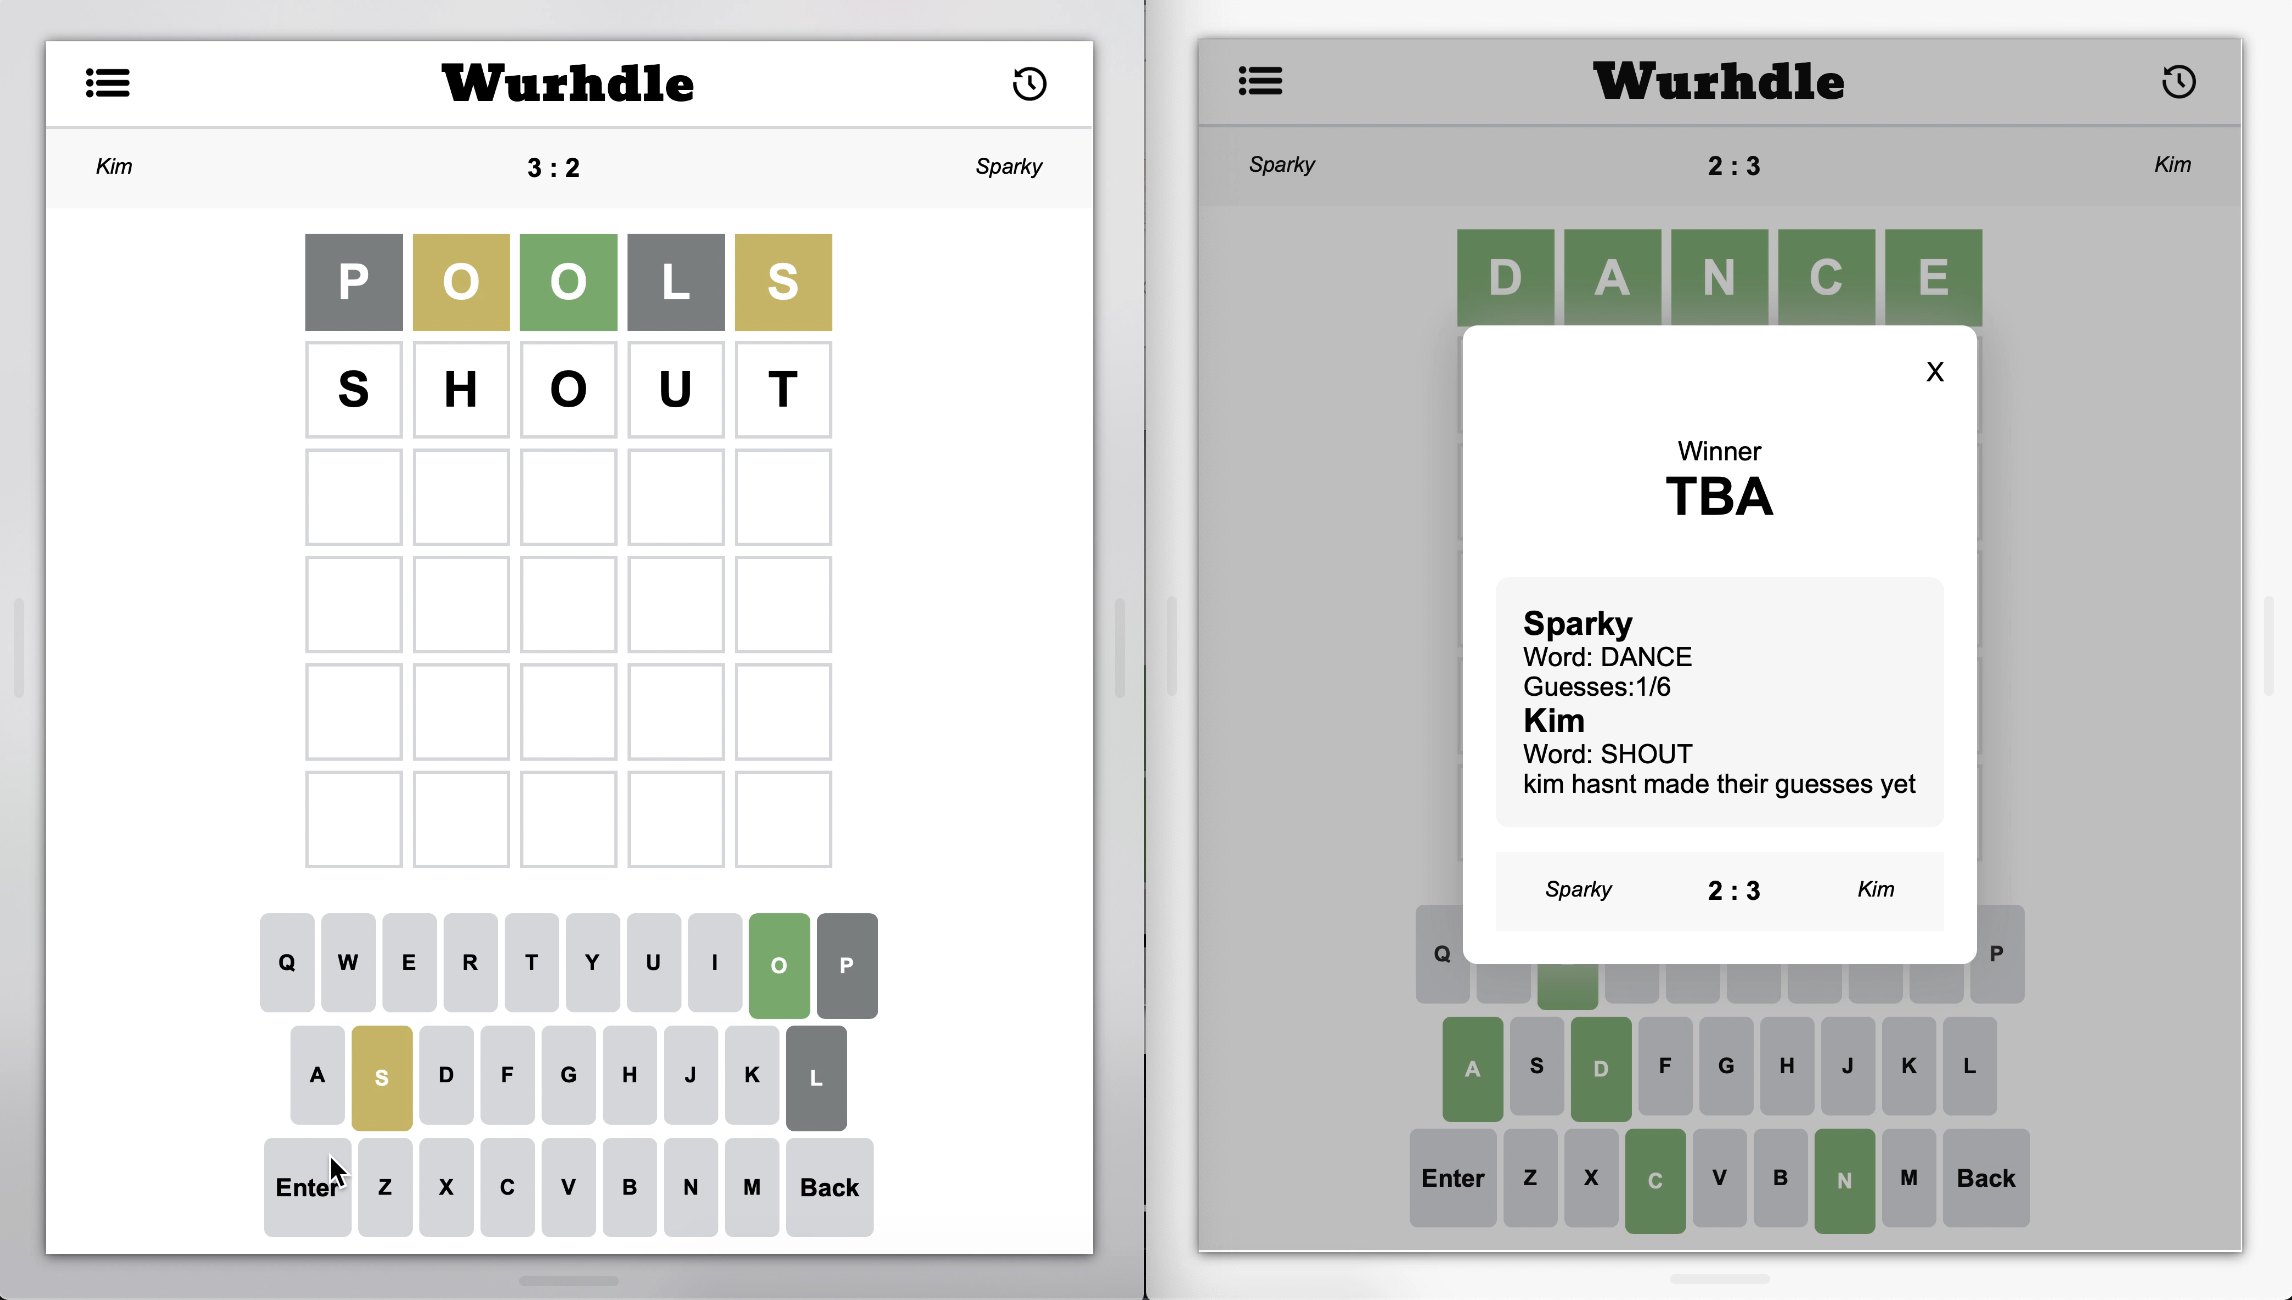 Wurhdle
Kim 3 : 2 Sparky
P O O L S
S H O U T
Q W E R T Y U I O P
A S D F G H J K L
Enter Z X C V B N M Back
Wurhdle
Sparky 2 : 3 Kim
D A N C E
X
Winner
TBA
Sparky
Word: DANCE
Guesses:1/6
Kim
Word: SHOUT
kim hasnt made their guesses yet
Sparky 2 : 3 Kim
Q P
A S D F G H J K L
Enter Z X C V B N M Back